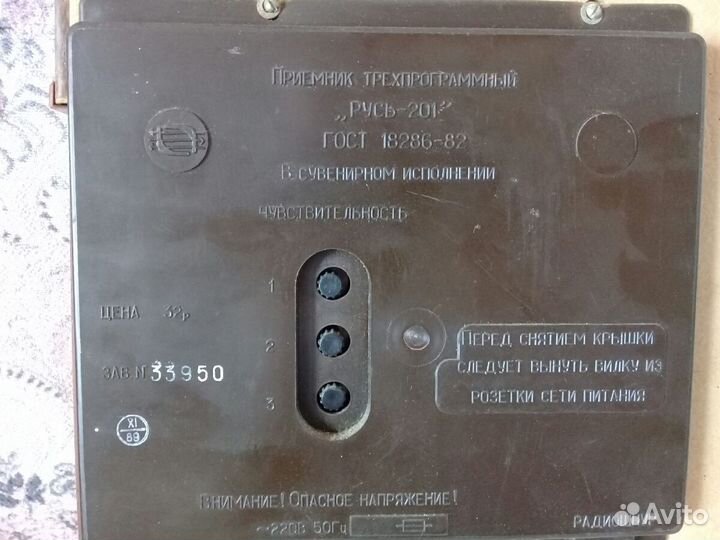 Приемник трехпрограммный
„Русь-201"
ГОСТ 18286-82
В сувенирном исполнении
Чувствительность
1
Цена 32р
2
Зав. N 33950
3
XI
89
Перед снятием крышки
следует вынуть вилку из
розетки сети питания
Внимание! Опасное напряжение!
~220В 50Гц
Avito